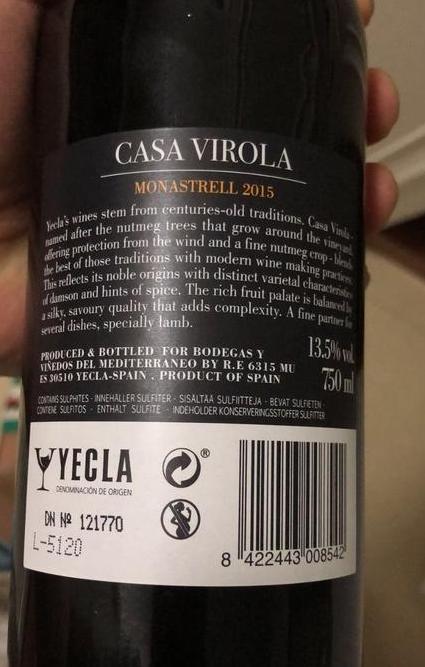 CASA VIROLA
MONASTRELL 2015
Yecla's wines stem from centuries-old traditions. Casa Virola -
named after the nutmeg trees that grow around the vineyard,
offering protection from the wind and a fine nutmeg crop - blends
the best of those traditions with modern wine making practices.
This reflects its noble origins with distinct varietal characteristics
of damson and hints of spice. The rich fruit palate is balanced by
a silky, savoury quality that adds complexity. A fine partner for
several dishes, specially lamb.
PRODUCED & BOTTLED FOR BODEGAS Y
VIÑEDOS DEL MEDITERRANEO BY R.E 6315 MU
ES 30510 YECLA-SPAIN . PRODUCT OF SPAIN
13.5% vol.
750 ml
CONTAINS SULPHITES · INNEHÅLLER SULFITER · SISÄLTÄÄ SULFIITTEJA · BEVAT SULFIETEN ·
CONTIENE SULFITOS · ENTHÄLT SULFITE · INDEHOLDER KONSERVERINGSSTOFFER SULFITTER
YECLA
DENOMINACIÓN DE ORIGEN
®
DN Nº 121770
L-5120
8 422443 008542